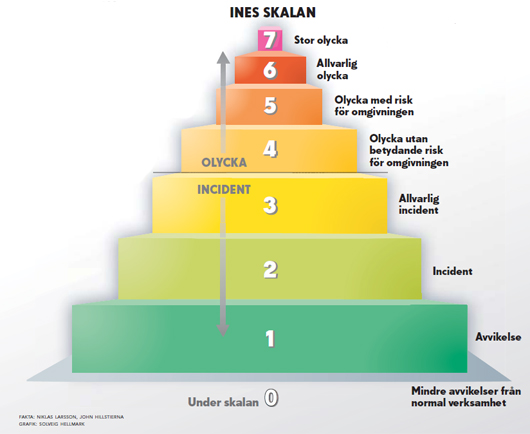 INES SKALAN
7
Stor olycka
6
Allvarlig
olycka
5
Olycka med risk
för omgivningen
4
Olycka utan
betydande risk
för omgivningen
OLYCKA
INCIDENT
3
Allvarlig
incident
2
Incident
1
Avvikelse
Under skalan 0
Mindre avvikelser från
normal verksamhet
FAKTA: NIKLAS LARSSON, JOHN HILLSTIERNA
GRAFIK: SOLVEIG HELLMARK